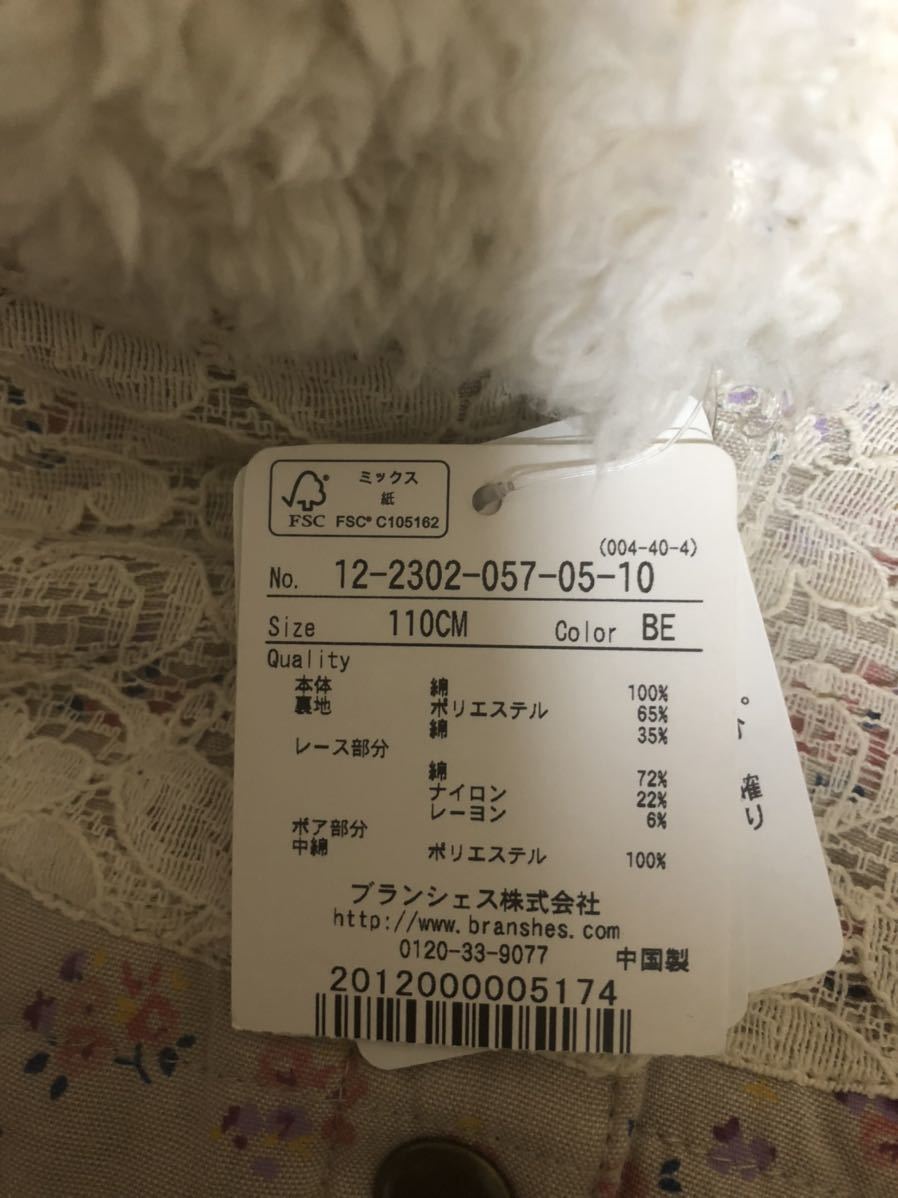 ミックス
紙
FSC FSC® C105162
(004-40-4)
No. 12-2302-057-05-10
Size 110CM Color BE
Quality
本体 綿 100%
裏地 ポリエステル 65%
綿 35%
レース部分
綿 72%
ナイロン 22%
レーヨン 6%
ボア部分
中綿 ポリエステル 100%
ブランシェス株式会社
http://www.branshes.com
0120-33-9077 中国製
2012000005174